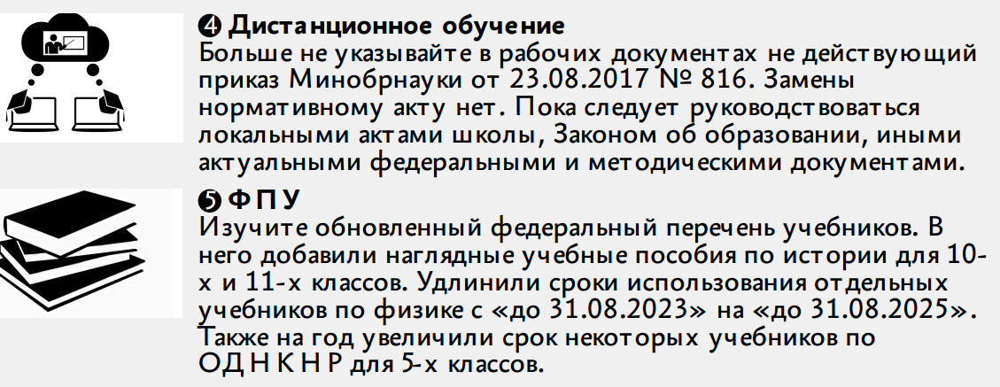 ❹ Дистанционное обучение
Больше не указывайте в рабочих документах не действующий
приказ Минобрнауки от 23.08.2017 № 816. Замены
нормативному акту нет. Пока следует руководствоваться
локальными актами школы, Законом об образовании, иными
актуальными федеральными и методическими документами.
❺ ФПУ
Изучите обновленный федеральный перечень учебников. В
него добавили наглядные учебные пособия по истории для 10-
х и 11-х классов. Удлинили сроки использования отдельных
учебников по физике с «до 31.08.2023» на «до 31.08.2025».
Также на год увеличили срок некоторых учебников по
ОДНКНР для 5-х классов.